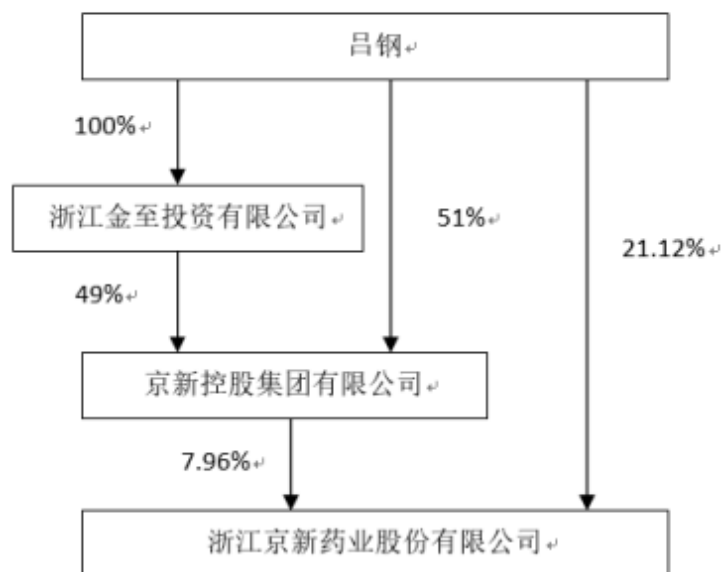 吕钢
100%
浙江金至投资有限公司
51%
21.12%
49%
京新控股集团有限公司
7.96%
浙江京新药业股份有限公司